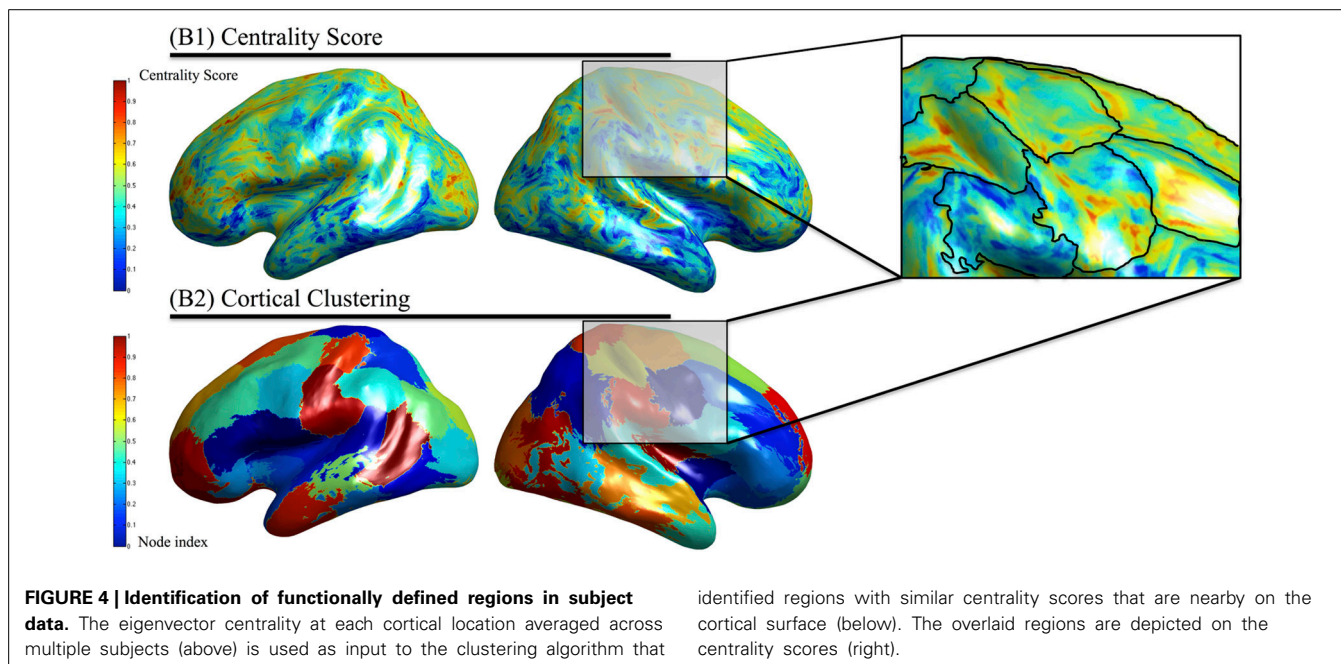 (B1) Centrality Score
Centrality Score
1
0.9
0.8
0.7
0.6
0.5
0.4
0.3
0.2
0.1
0
(B2) Cortical Clustering
1
0.9
0.8
0.7
0.6
0.5
0.4
0.3
0.2
0.1
0
Node index
FIGURE 4 | Identification of functionally defined regions in subject
data. The eigenvector centrality at each cortical location averaged across
multiple subjects (above) is used as input to the clustering algorithm that
identified regions with similar centrality scores that are nearby on the
cortical surface (below). The overlaid regions are depicted on the
centrality scores (right).